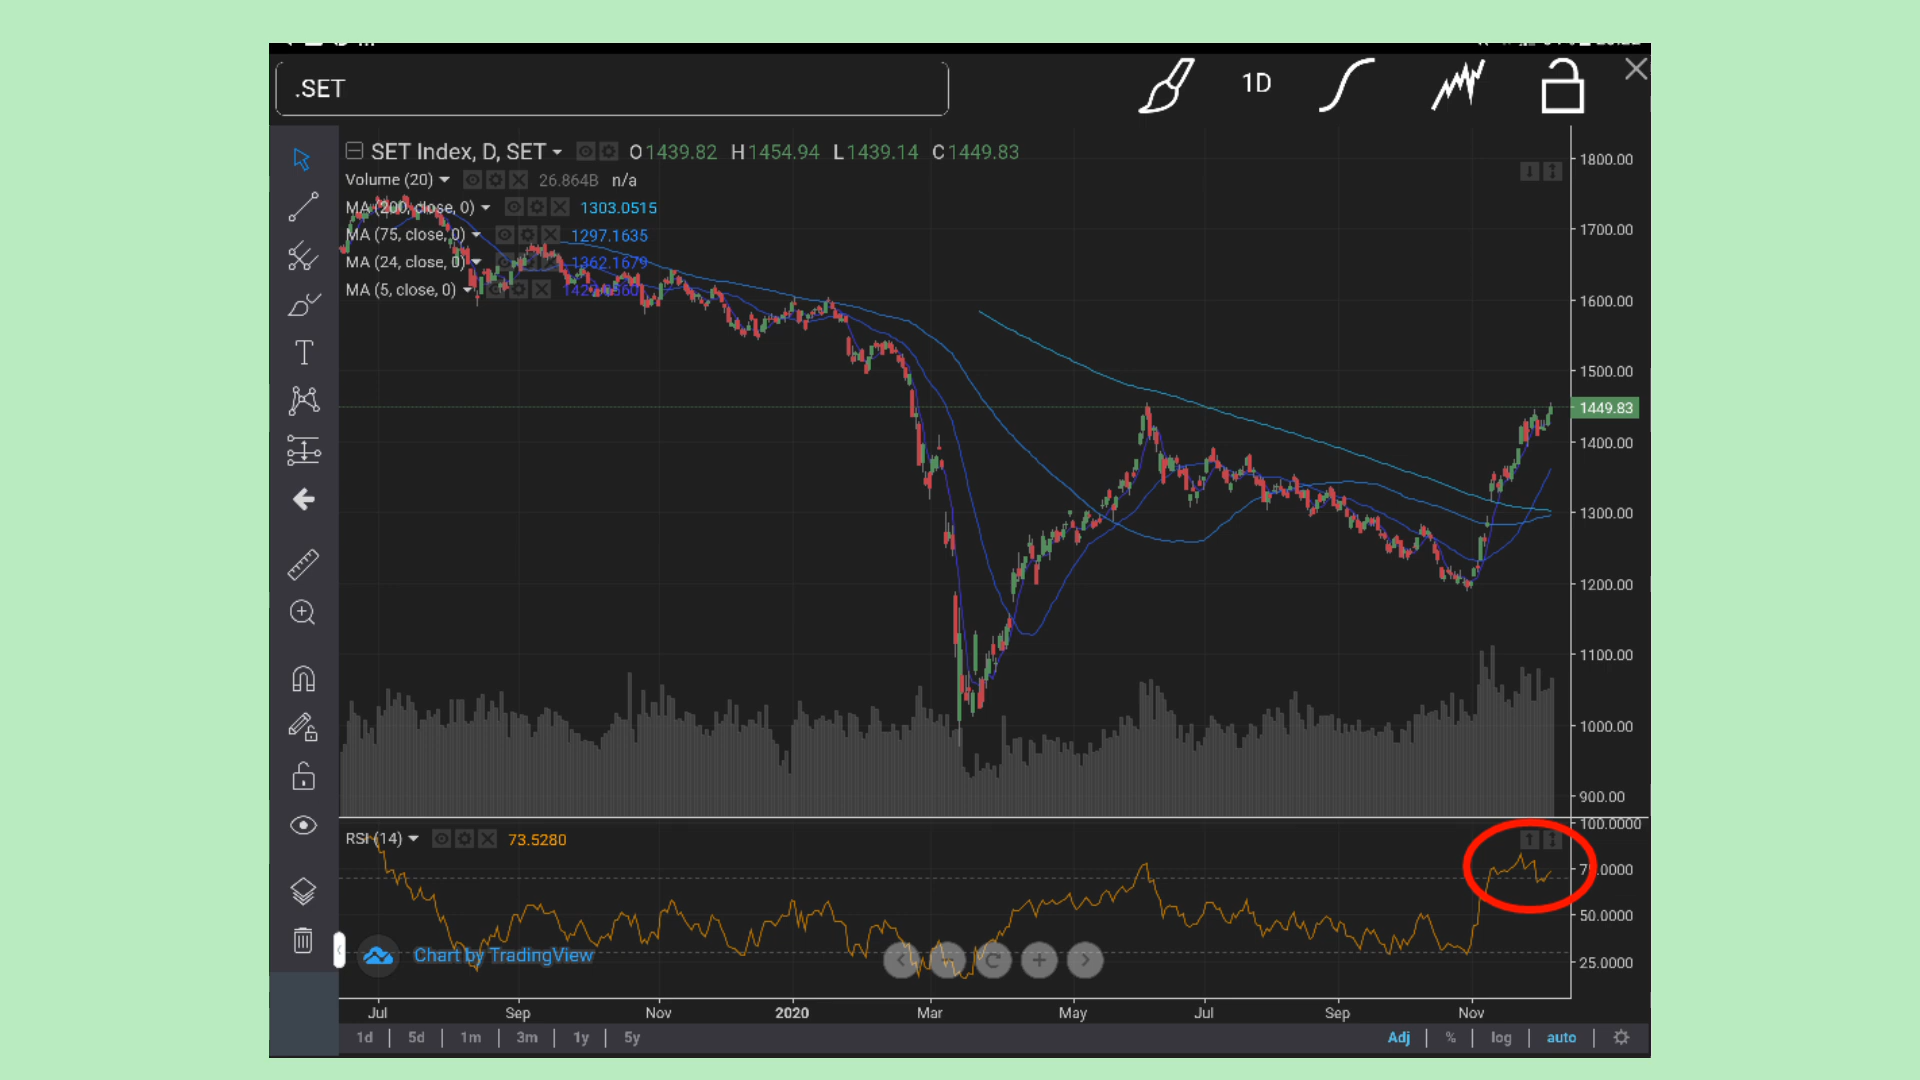 .SET
1D
SET Index, D, SET O1439.82 H1454.94 L1439.14 C1449.83
Volume (20) 26.864B n/a
MA (200, close, 0) 1303.0515
MA (75, close, 0) 1297.1635
MA (24, close, 0) 1362.1679
MA (5, close, 0)
1800.00
1700.00
1600.00
1500.00
1449.83
1400.00
1300.00
1200.00
1100.00
1000.00
900.00
RSI (14) 73.5280
100.0000
50.0000
25.0000
Chart by TradingView
Jul Sep Nov 2020 Mar May Jul Sep Nov
1d 5d 1m 3m 1y 5y Adj % log auto